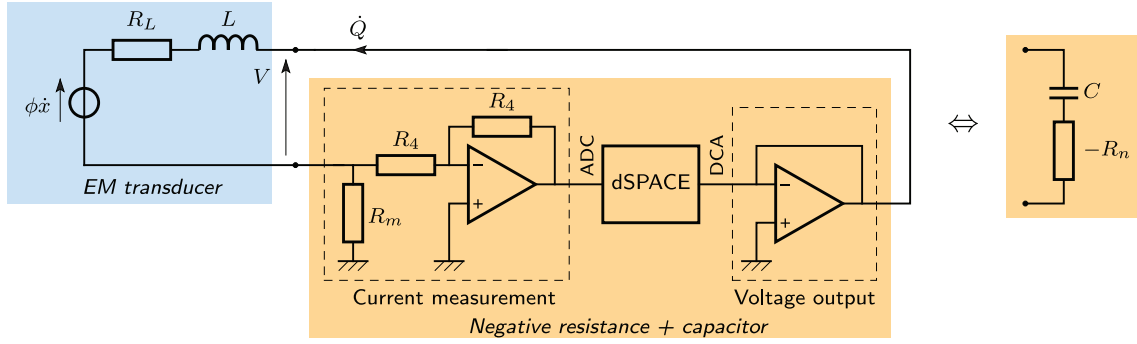 R_L
L
Q̇
V
ϕẋ
EM transducer
R_4
R_4
−
+
R_m
ADC
dSPACE
DCA
−
+
Current measurement
Voltage output
Negative resistance + capacitor
⇔
C
−R_n